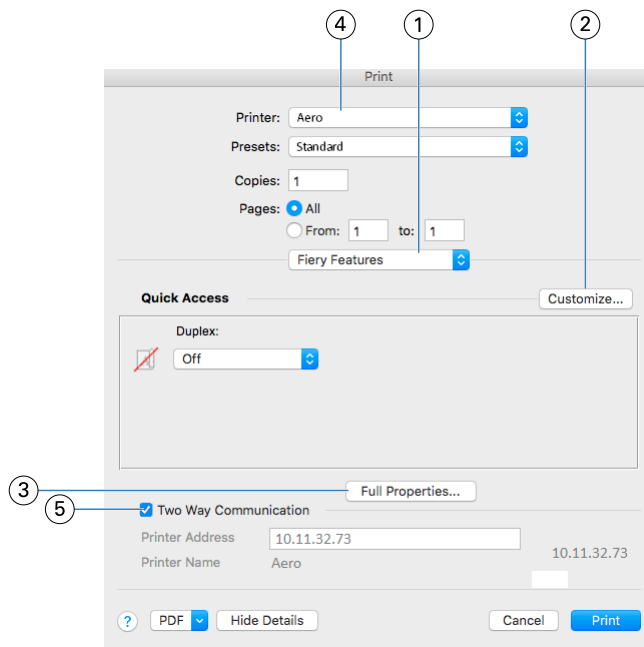 4 1 2
Print
Printer: Aero
Presets: Standard
Copies: 1
Pages: All
From: 1 to: 1
Fiery Features
Quick Access Customize...
Duplex:
Off
3 Full Properties...
5 Two Way Communication
Printer Address 10.11.32.73
10.11.32.73
Printer Name Aero
? PDF Hide Details Cancel Print